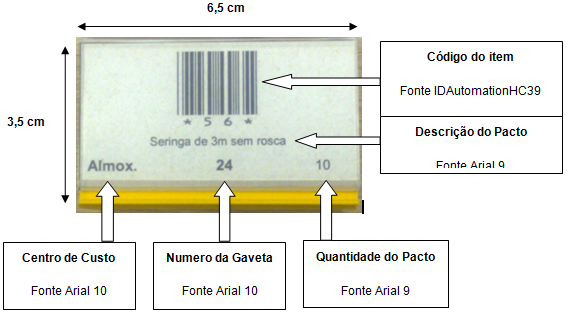 6,5 cm
3,5 cm
* 5 6 *
Seringa de 3m sem rosca
Almox. 24 10
Código do item
Fonte IDAutomationHC39
Descrição do Pacto
Fonte Arial 9
Centro de Custo
Fonte Arial 10
Numero da Gaveta
Fonte Arial 10
Quantidade do Pacto
Fonte Arial 9